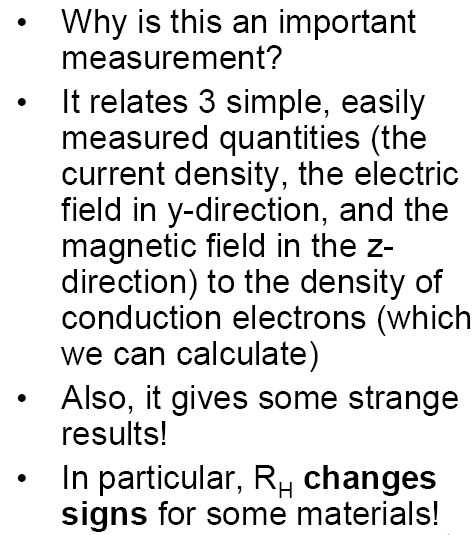 • Why is this an important
measurement?
• It relates 3 simple, easily
measured quantities (the
current density, the electric
field in y-direction, and the
magnetic field in the z-
direction) to the density of
conduction electrons (which
we can calculate)
• Also, it gives some strange
results!
• In particular, R_H changes
signs for some materials!